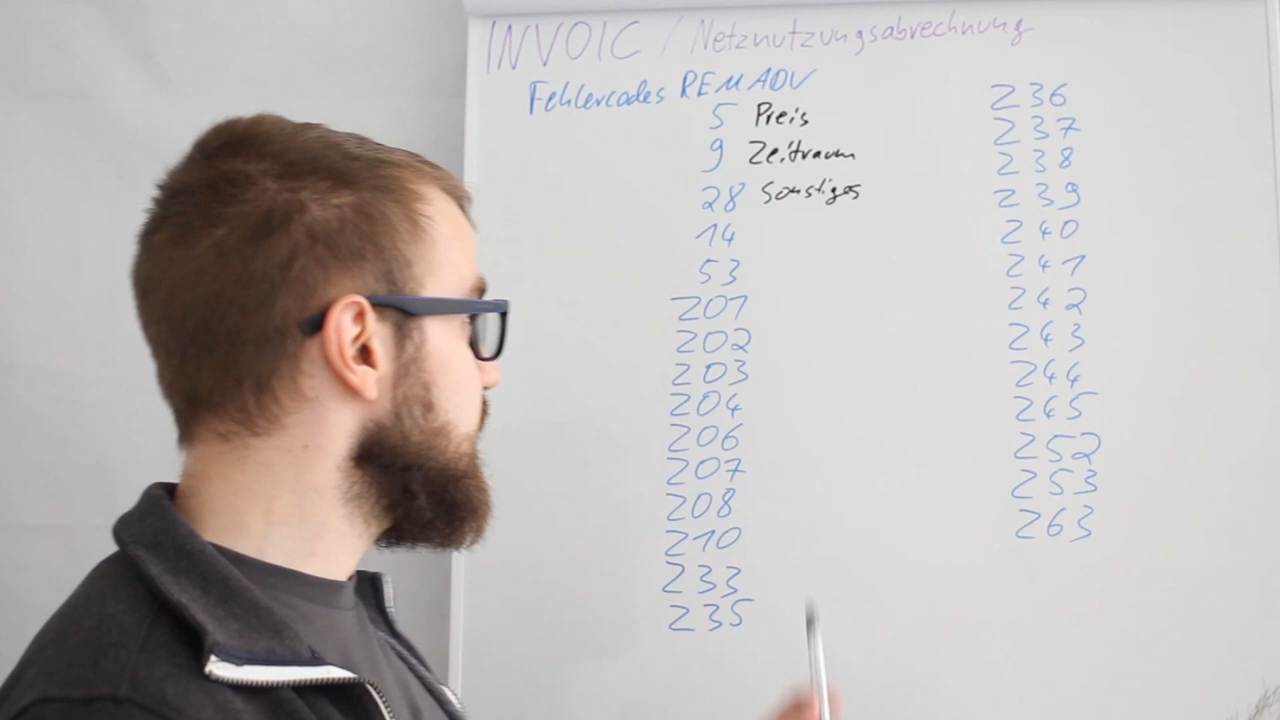 INVOIC / Netznutzungsabrechnung
Fehlercodes REMADV
5 Preis
9 Zeitraum
28 Sonstiges
14
53
Z01
Z02
Z03
Z04
Z06
Z07
Z08
Z10
Z33
Z35
Z36
Z37
Z38
Z39
Z40
Z41
Z42
Z43
Z44
Z45
Z52
Z53
Z63